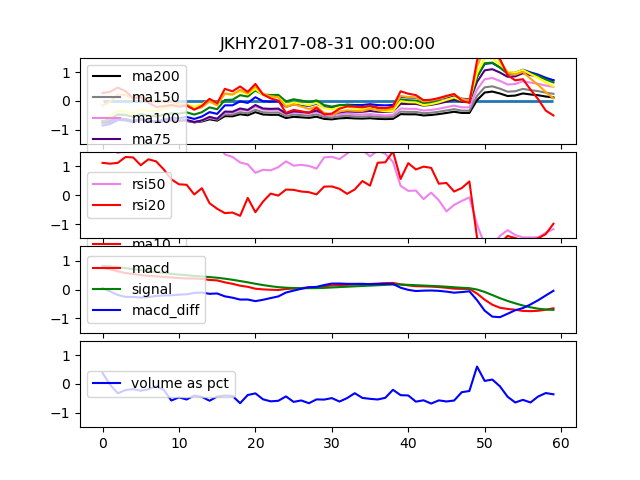 JKHY2017-08-31 00:00:00
1
0
−1
ma200
ma150
ma100
ma75
1
0
−1
rsi50
rsi20
ma10
1
0
−1
macd
signal
macd_diff
1
0
−1
volume as pct
0 10 20 30 40 50 60